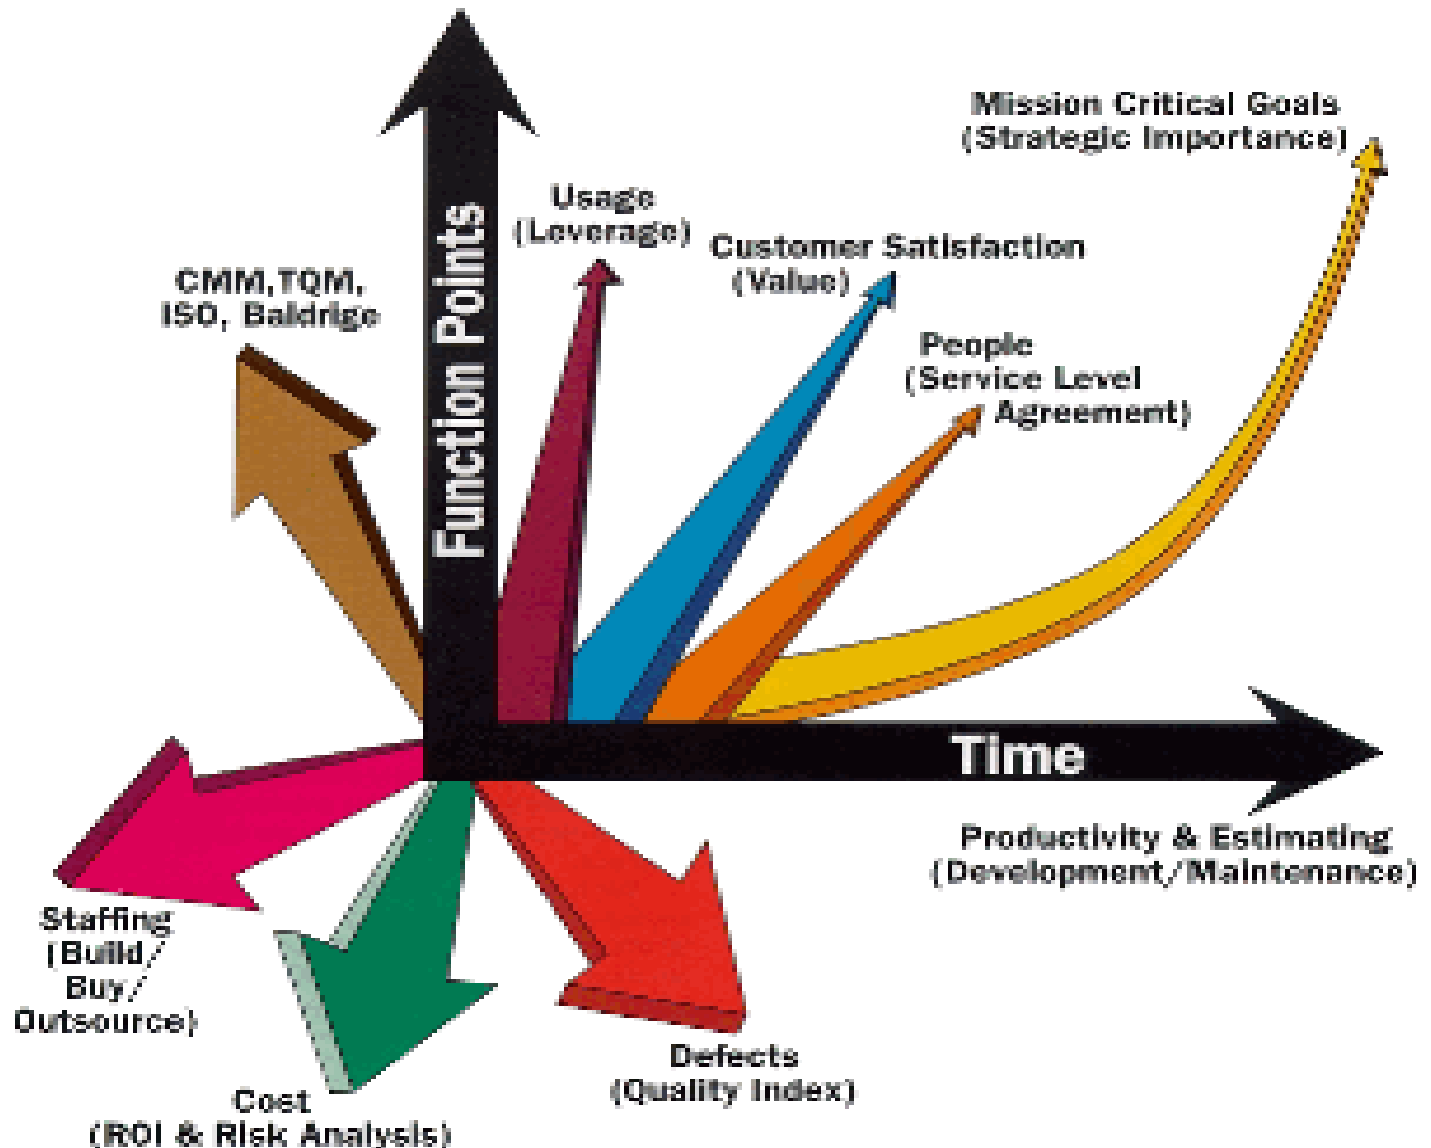 Mission Critical Goals
(Strategic Importance)
Usage
(Leverage)
Customer Satisfaction
(Value)
CMM,TQM,
ISO, Baldrige
People
(Service Level
Agreement)
Function Points
Time
Productivity & Estimating
(Development/Maintenance)
Staffing
(Build/
Buy/
Outsource)
Defects
(Quality Index)
Cost
(ROI & Risk Analysis)